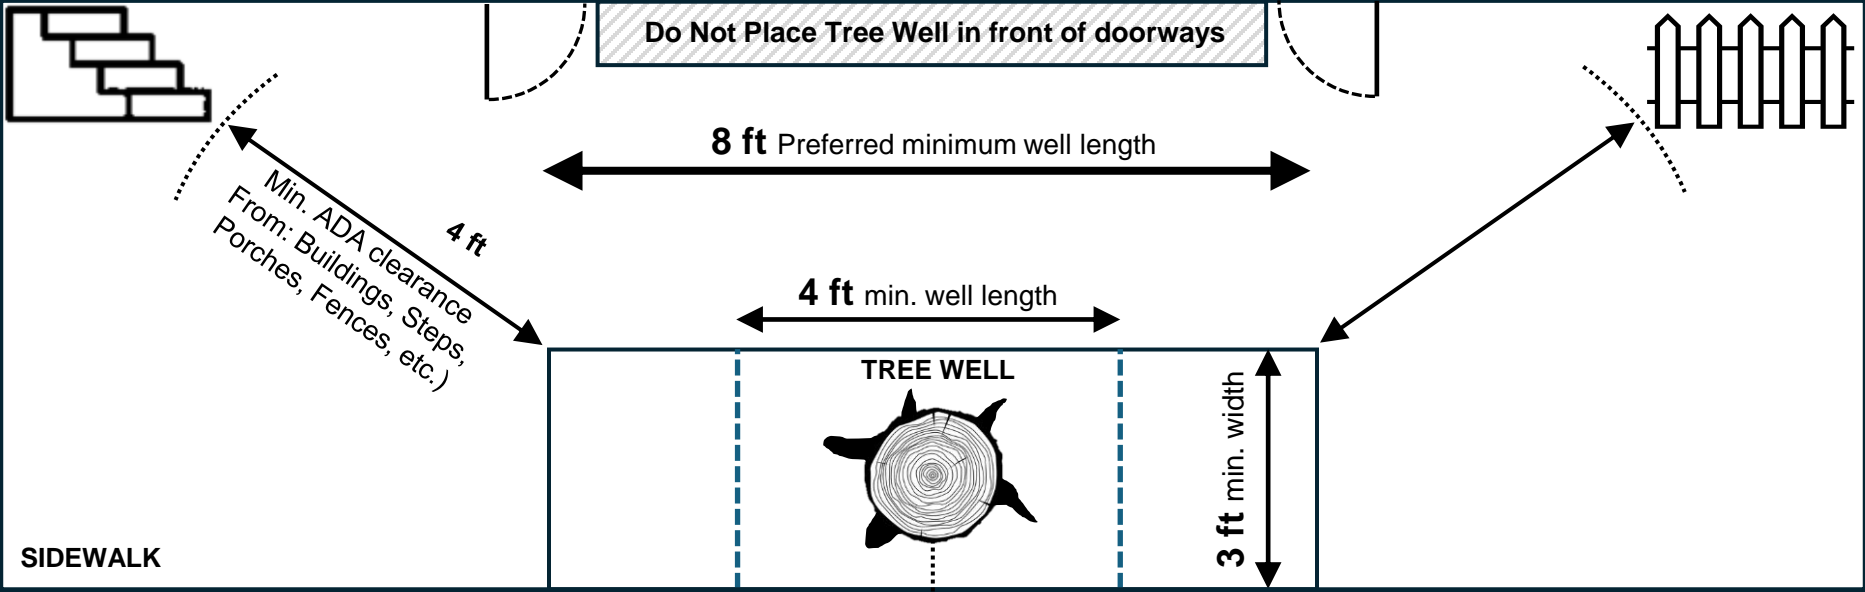 Do Not Place Tree Well in front of doorways
8 ft Preferred minimum well length
Min. ADA clearance
From: Buildings, Steps,
Porches, Fences, etc.)
4 ft
4 ft min. well length
TREE WELL
3 ft min. width
SIDEWALK